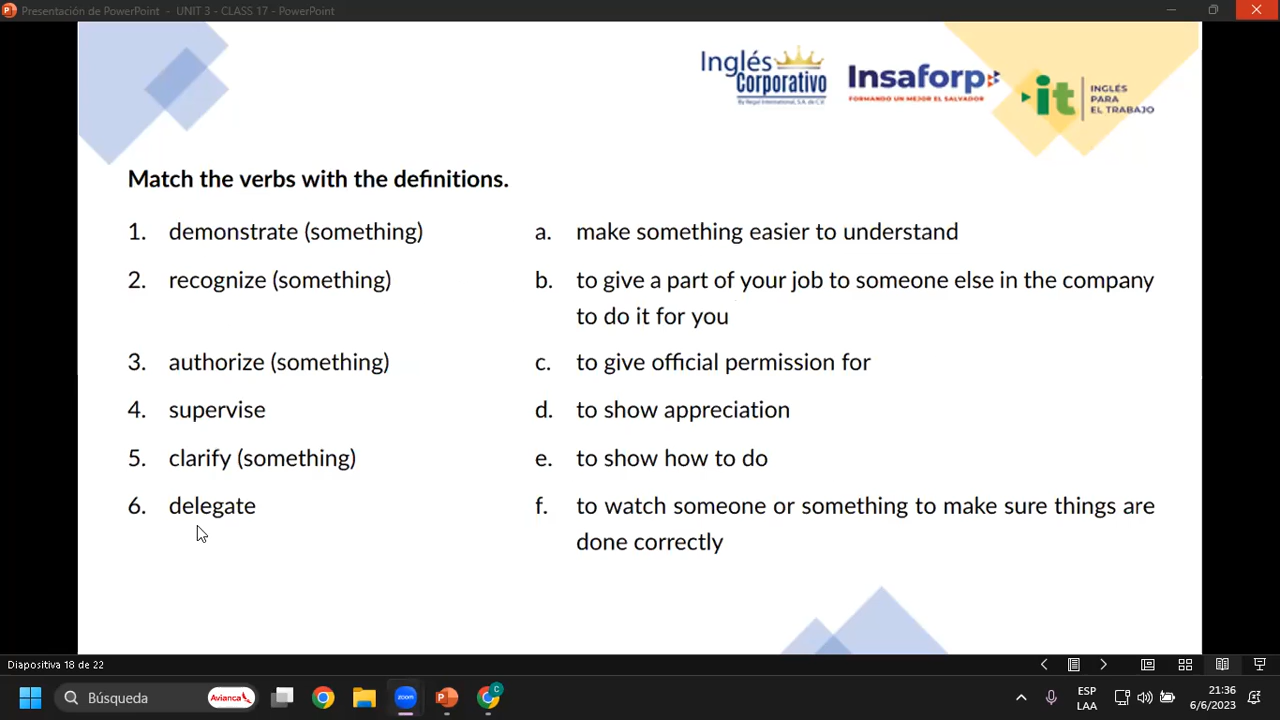 Presentación de PowerPoint - UNIT 3 - CLASS 17 - PowerPoint
Inglés
Corporativo
By Regal International, S.A. de C.V.
Insaforp
FORMANDO UN MEJOR EL SALVADOR
it
INGLÉS
PARA
EL TRABAJO
Match the verbs with the definitions.
1. demonstrate (something) a. make something easier to understand
2. recognize (something) b. to give a part of your job to someone else in the company
to do it for you
3. authorize (something) c. to give official permission for
4. supervise d. to show appreciation
5. clarify (something) e. to show how to do
6. delegate f. to watch someone or something to make sure things are
done correctly
Diapositiva 18 de 22
Búsqueda
Avianca
zoom
C
ESP
LAA
21:36
6/6/2023